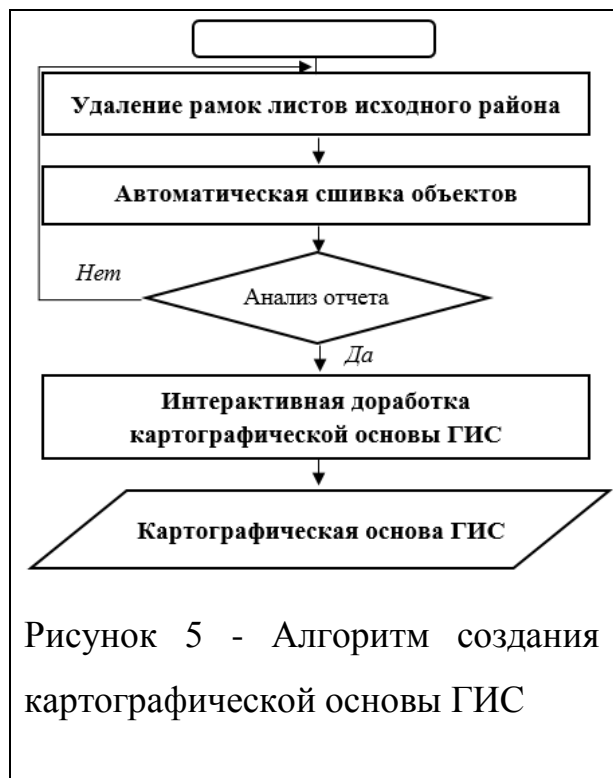 Удаление рамок листов исходного района
Автоматическая сшивка объектов
Нет
Анализ отчета
Да
Интерактивная доработка
картографической основы ГИС
Картографическая основа ГИС
Рисунок 5 - Алгоритм создания
картографической основы ГИС